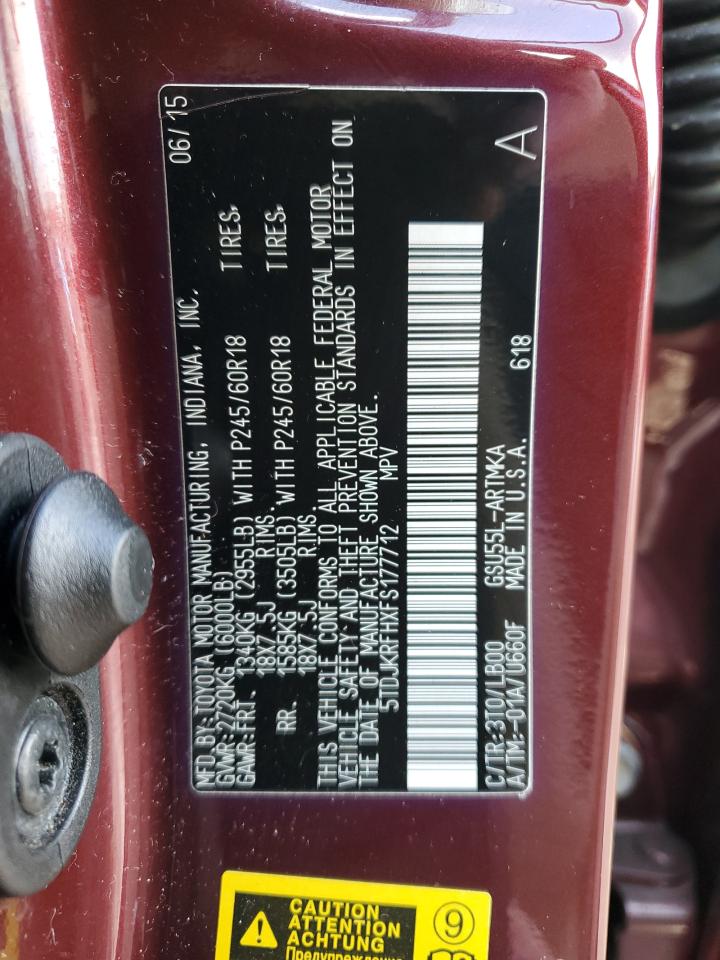 MFD. BY: TOYOTA MOTOR MANUFACTURING, INDIANA, INC. 06/15
GVWR: 2720KG (6000LB)
GAWR: FRT. 1340KG (2955LB) WITH P245/60R18 TIRES,
18X7.5J RIMS,
RR. 1585KG (3505LB) WITH P245/60R18 TIRES,
18X7.5J RIMS
THIS VEHICLE CONFORMS TO ALL APPLICABLE FEDERAL MOTOR
VEHICLE SAFETY AND THEFT PREVENTION STANDARDS IN EFFECT ON
THE DATE OF MANUFACTURE SHOWN ABOVE.
5TDJKRFHXFS177712 MPV
C/TR: 3T0/LB00 GSU55L-ARTMKA 618 A
A/TM: -01A/U660F MADE IN U.S.A.
CAUTION
ATTENTION
ACHTUNG
Предупреждение
9